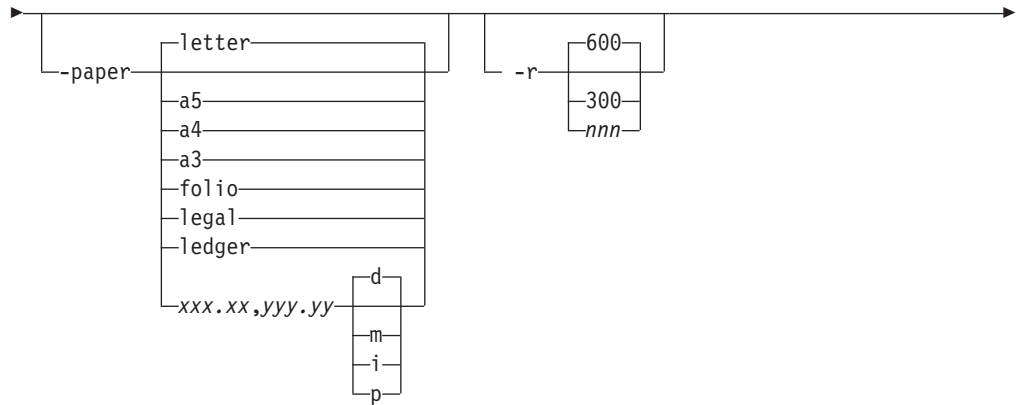 letter 600
-paper -r
a5 300
a4 nnn
a3
folio
legal
ledger
d
xxx.xx,yyy.yy
m
i
p